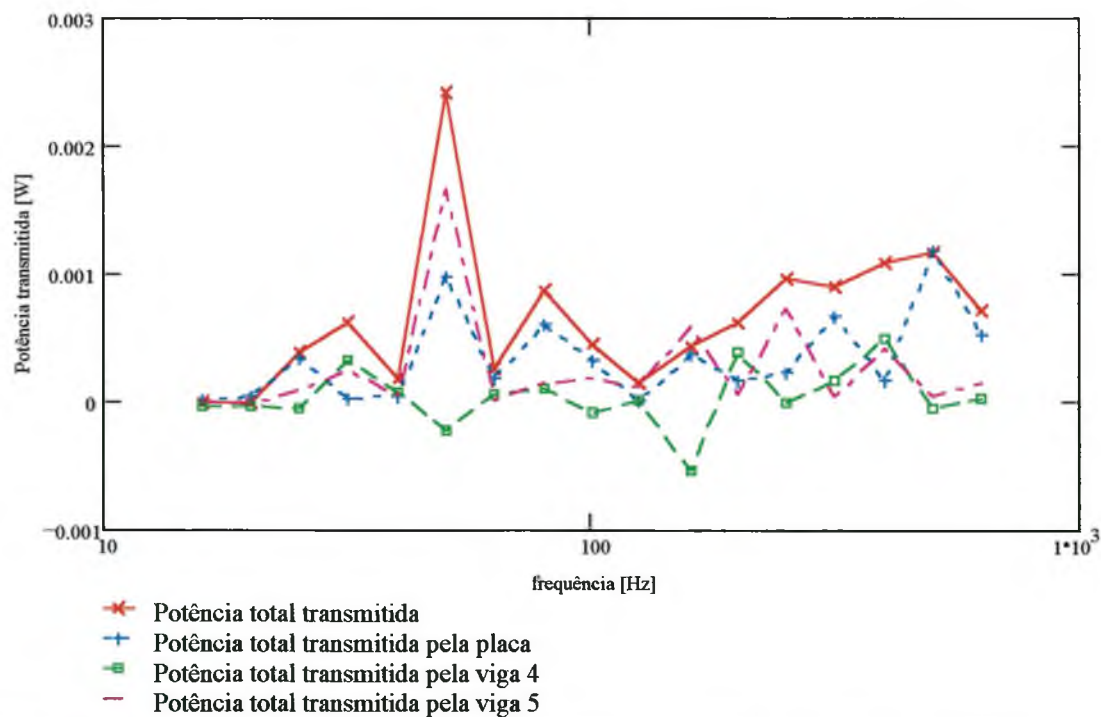 0.003
0.002
0.001
0
−0.001
Potência transmitida [W]
10
100
1•10³
frequência [Hz]
Potência total transmitida
Potência total transmitida pela placa
Potência total transmitida pela viga 4
Potência total transmitida pela viga 5